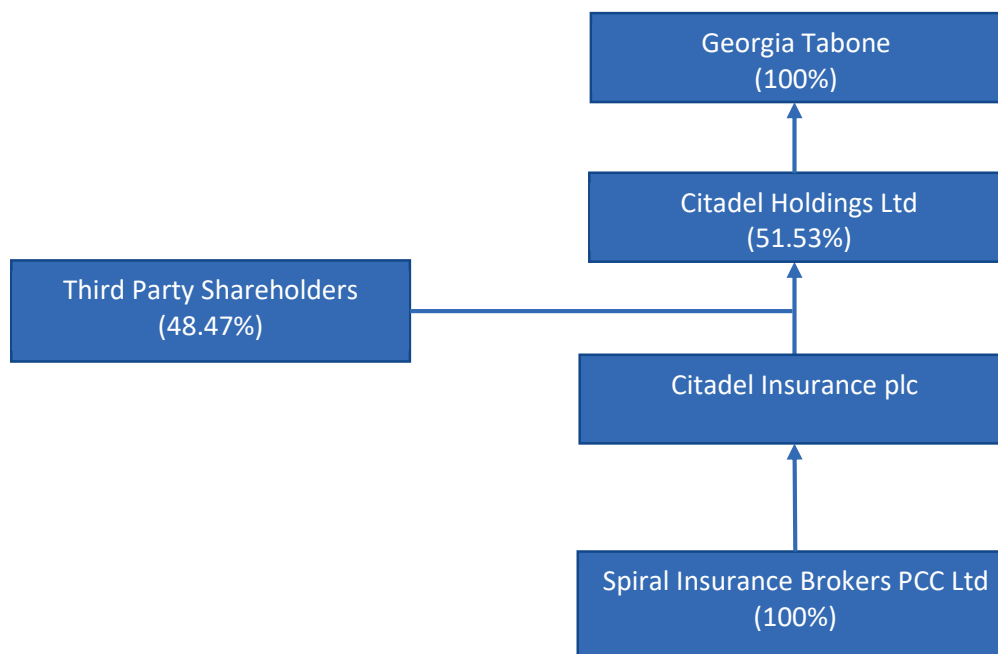 Georgia Tabone
(100%)
Citadel Holdings Ltd
(51.53%)
Third Party Shareholders
(48.47%)
Citadel Insurance plc
Spiral Insurance Brokers PCC Ltd
(100%)